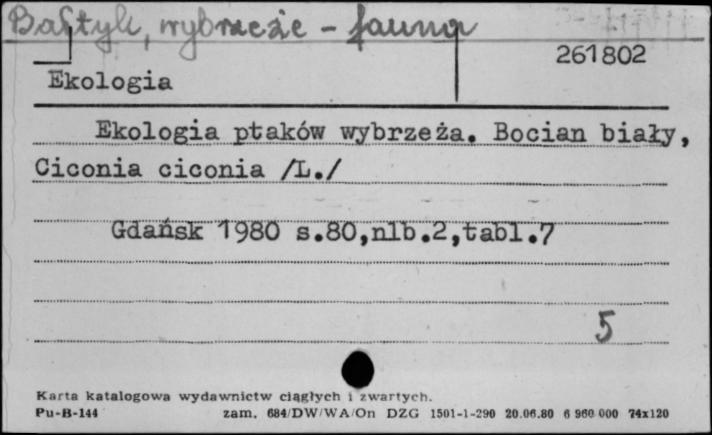 Bałtyk, wybrzeże - fauna
261802
Ekologia
Ekologia ptaków wybrzeża. Bocian biały,
Ciconia ciconia /L./
Gdańsk 1980 s.80,nlb.2,tabl.7
5
Karta katalogowa wydawnictw ciągłych i zwartych.
Pu-B-144 zam. 684/DW/WA/On DZG 1501-1-290 20.06.80 6 960 000 74x120